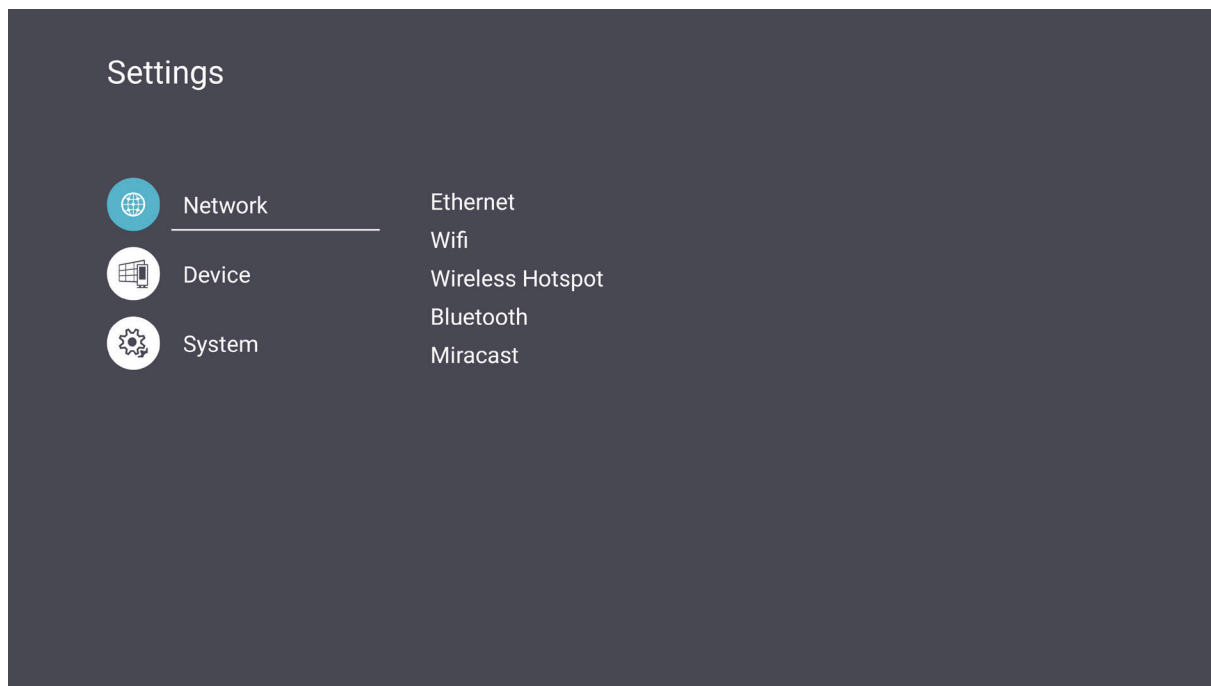 Settings
Network
Device
System
Ethernet
Wifi
Wireless Hotspot
Bluetooth
Miracast